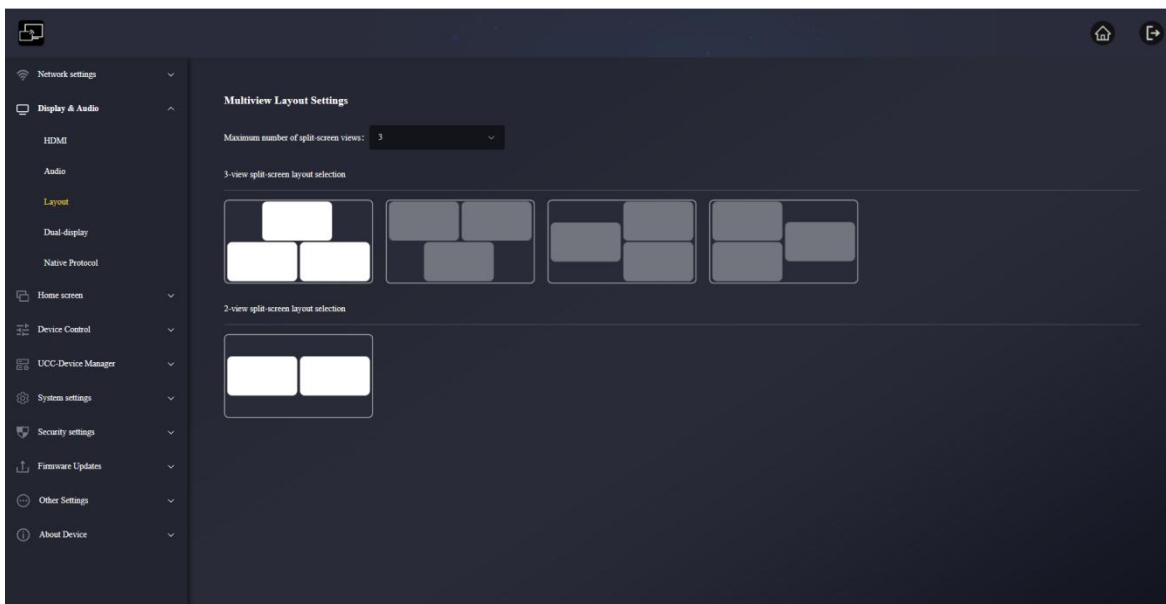 Network settings
Display & Audio
HDMI
Audio
Layout
Dual-display
Native Protocol
Home screen
Device Control
UCC-Device Manager
System settings
Security settings
Firmware Updates
Other Settings
About Device
Multiview Layout Settings
Maximum number of split-screen views: 3
3-view split-screen layout selection
2-view split-screen layout selection